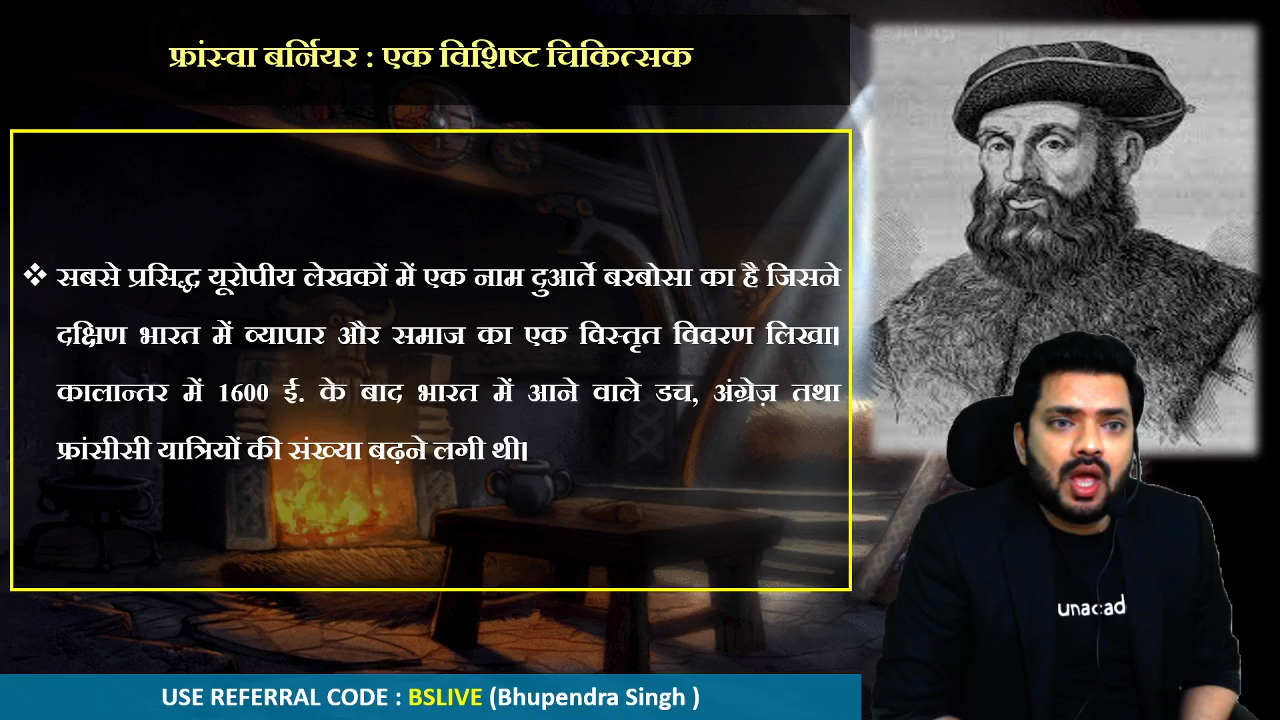 फ्रांस्वा बर्नियर : एक विशिष्ट चिकित्सक
❖ सबसे प्रसिद्ध यूरोपीय लेखकों में एक नाम दुआर्ते बरबोसा का है जिसने
दक्षिण भारत में व्यापार और समाज का एक विस्तृत विवरण लिखा।
कालान्तर में 1600 ई. के बाद भारत में आने वाले डच, अंग्रेज़ तथा
फ्रांसीसी यात्रियों की संख्या बढ़ने लगी थी।
unacad
USE REFERRAL CODE : BSLIVE (Bhupendra Singh )